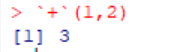 > `+`(1,2)
[1] 3